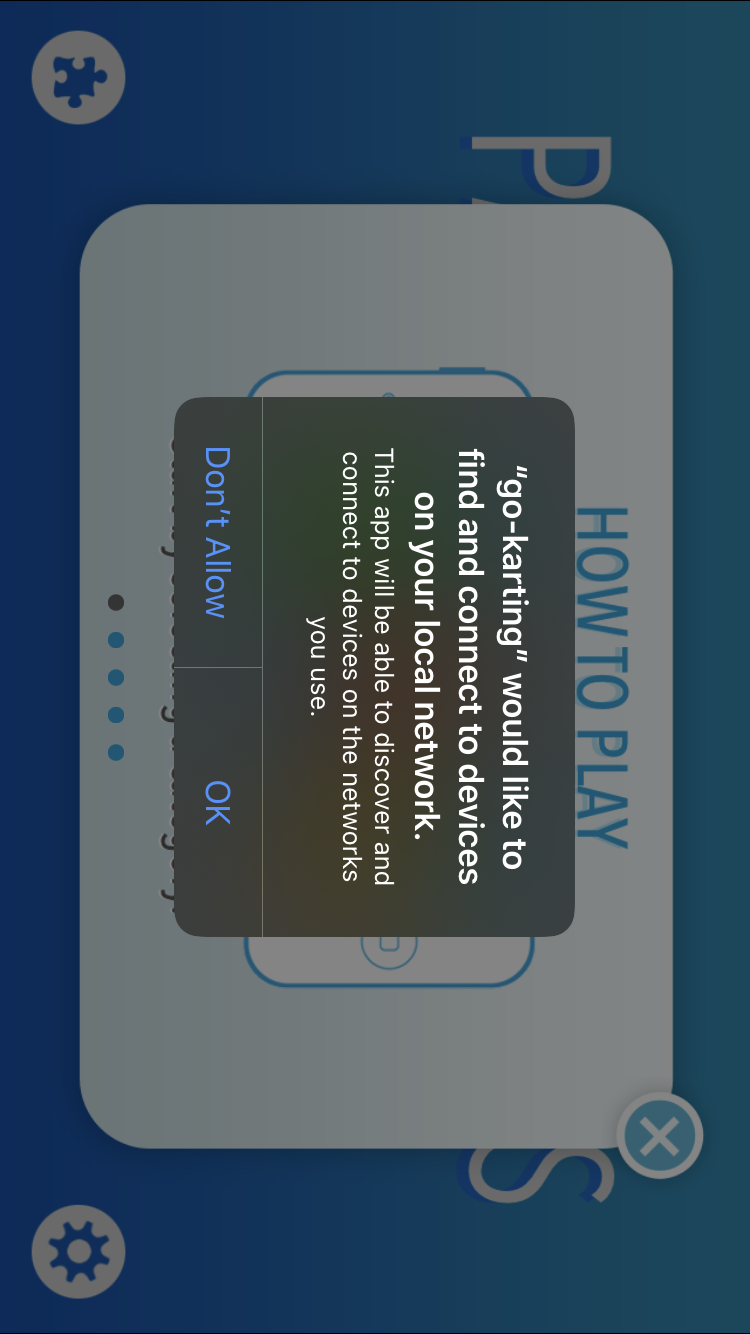 HOW TO PLAY
“go-karting” would like to
find and connect to devices
on your local network.
This app will be able to discover and
connect to devices on the networks
you use.
Don’t Allow
OK